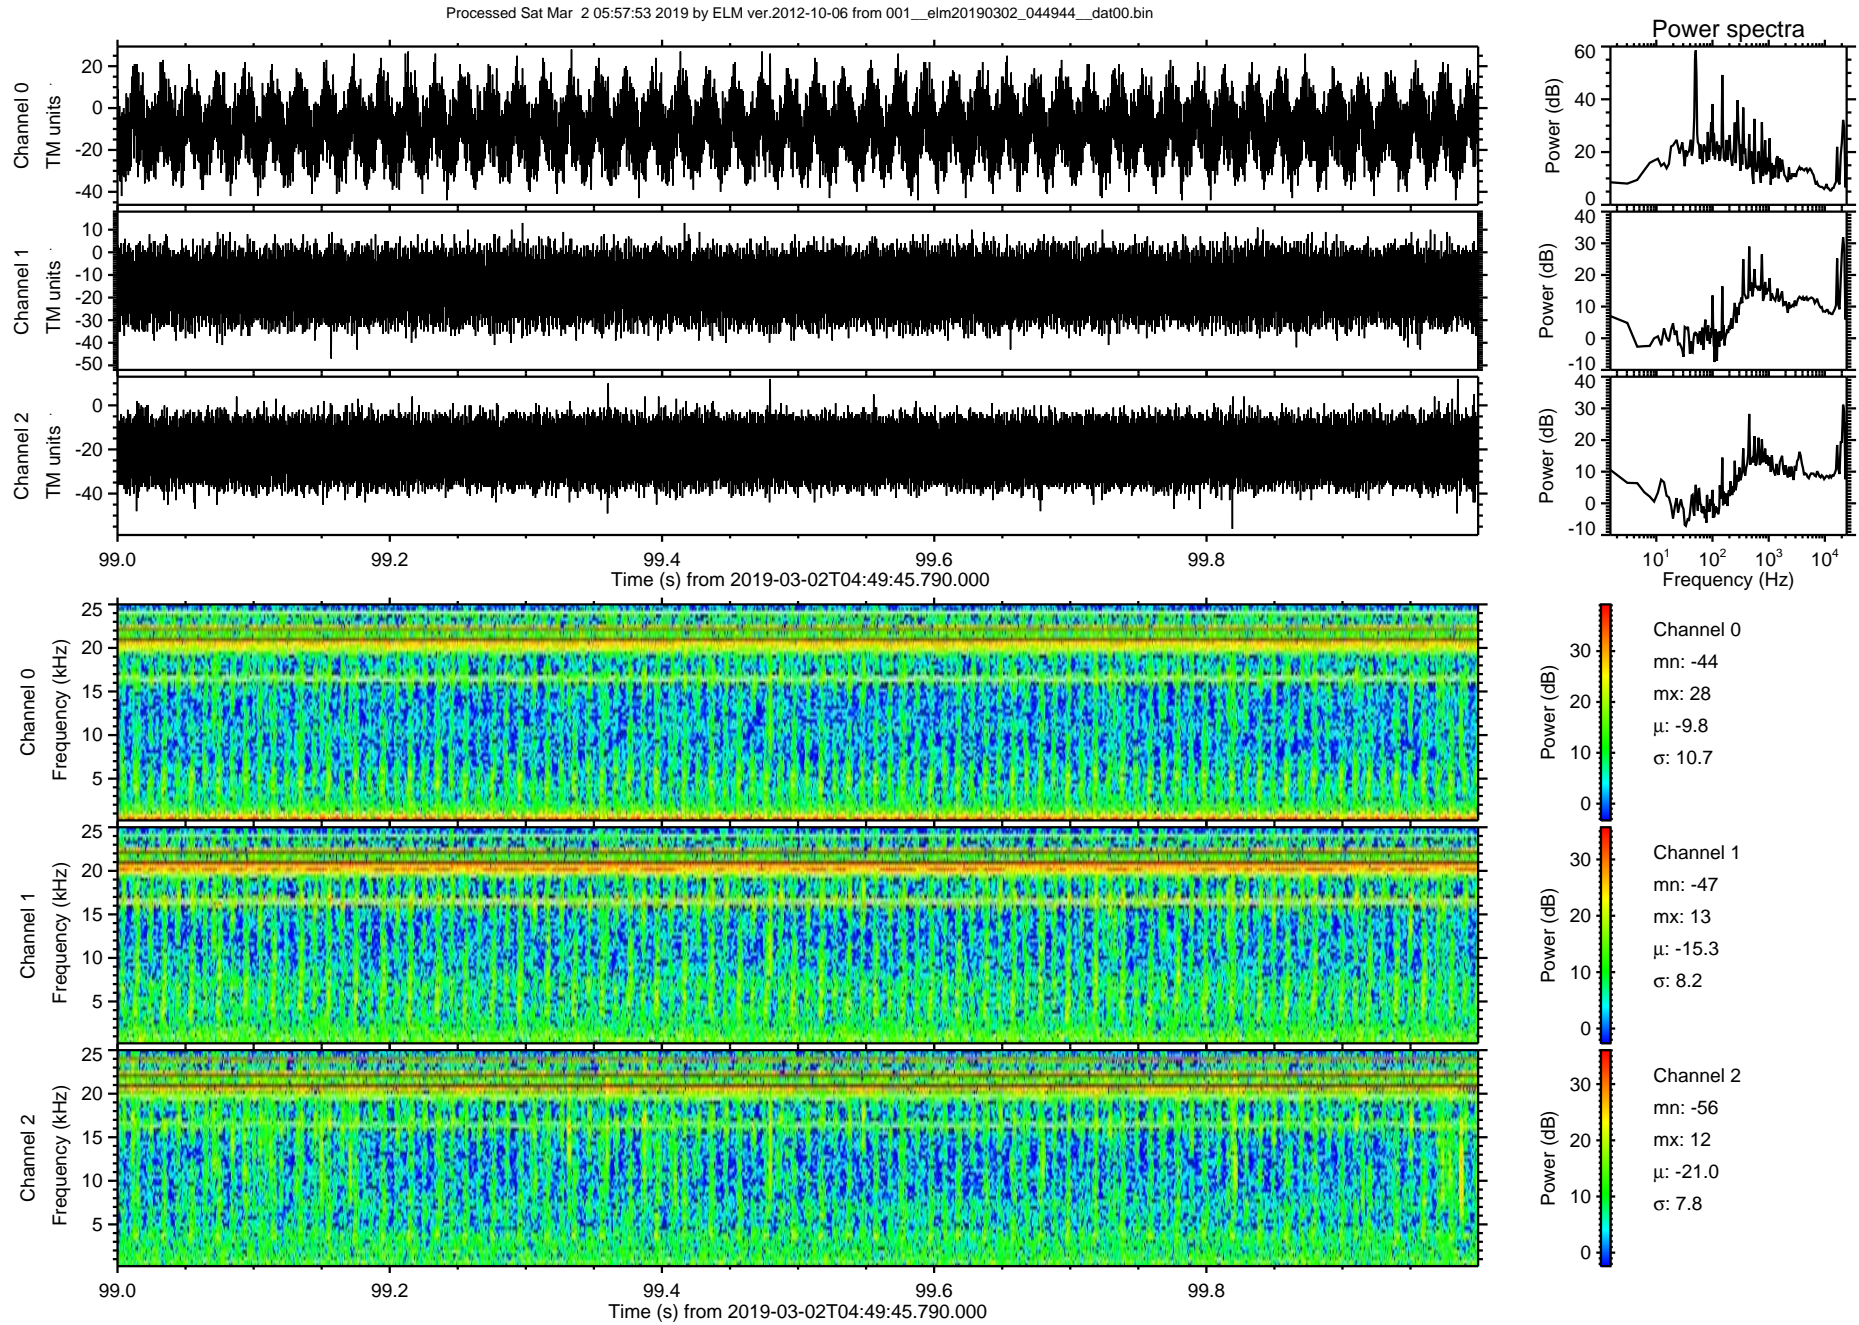 Processed Sat Mar  2 05:57:53 2019 by ELM ver.2012-10-06 from 001__elm20190302_044944__dat00.bin
Power spectra
Channel 0
TM units
20
0
-20
-40
Power (dB)
60
40
20
0
Channel 1
TM units
10
0
-10
-20
-30
-40
-50
Power (dB)
40
30
20
10
0
-10
Channel 2
TM units
0
-20
-40
Power (dB)
40
30
20
10
0
-10
99.0 99.2 99.4 99.6 99.8
Time (s) from 2019-03-02T04:49:45.790.000
10^1 10^2 10^3 10^4
Frequency (Hz)
Channel 0
Frequency (kHz)
25
20
15
10
5
Power (dB)
30
20
10
0
Channel 0
mn: -44
mx: 28
μ: -9.8
σ: 10.7
Channel 1
Frequency (kHz)
25
20
15
10
5
Power (dB)
30
20
10
0
Channel 1
mn: -47
mx: 13
μ: -15.3
σ: 8.2
Channel 2
Frequency (kHz)
25
20
15
10
5
Power (dB)
30
20
10
0
Channel 2
mn: -56
mx: 12
μ: -21.0
σ: 7.8
99.0 99.2 99.4 99.6 99.8
Time (s) from 2019-03-02T04:49:45.790.000